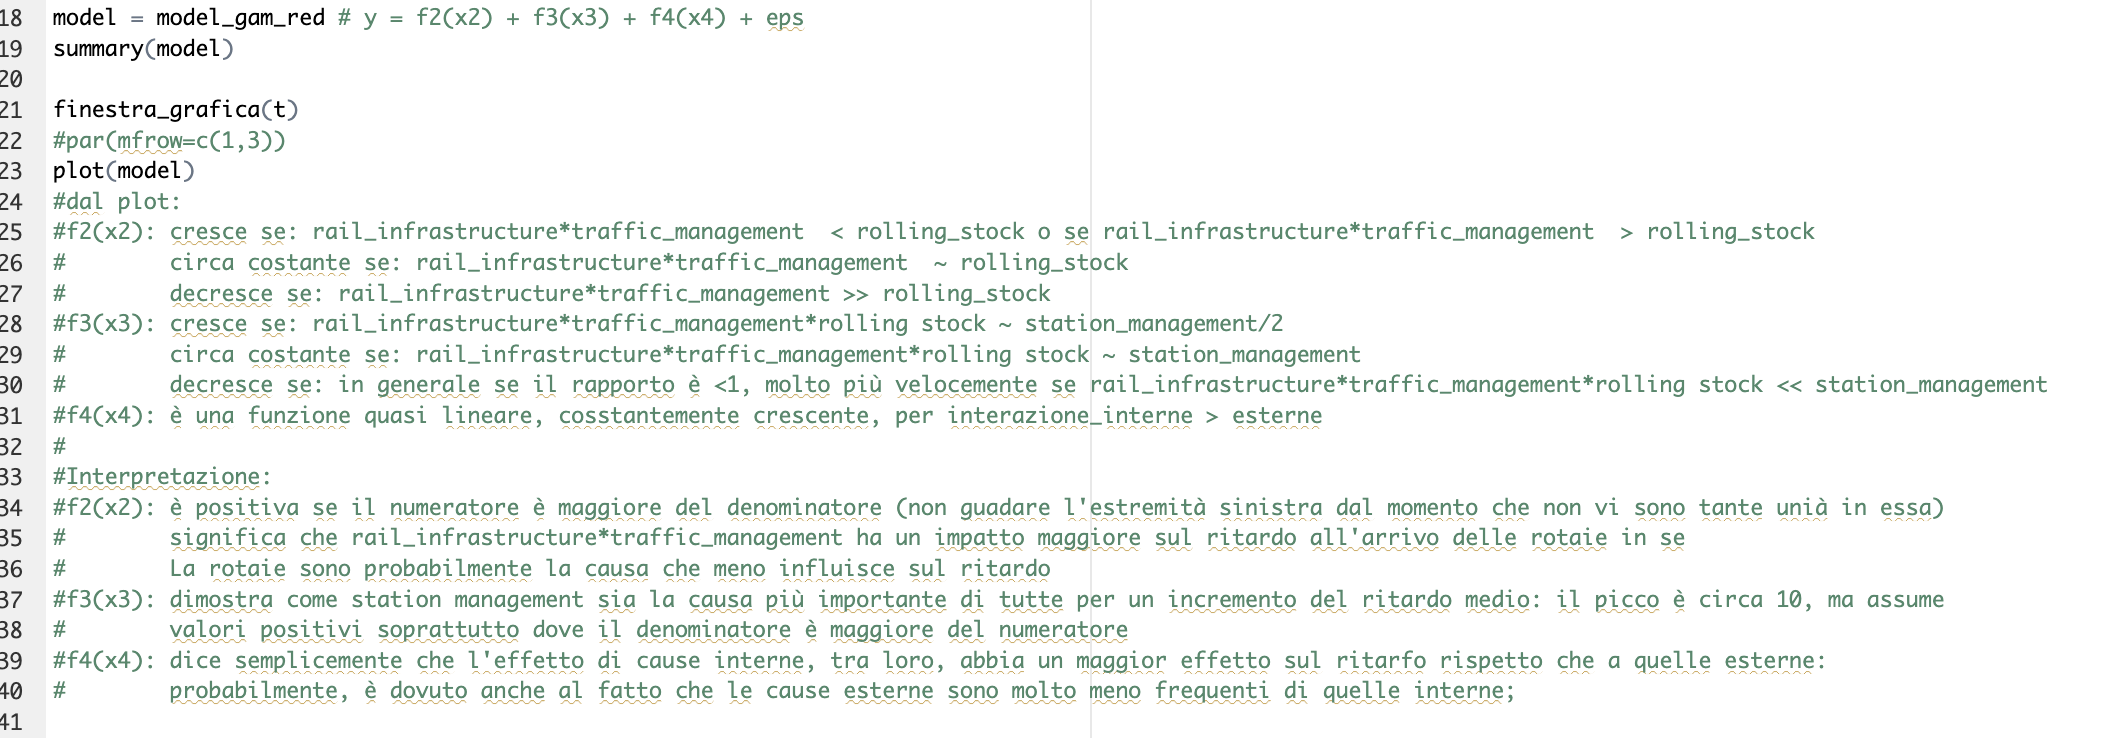 18 model = model_gam_red # y = f2(x2) + f3(x3) + f4(x4) + eps
19 summary(model)
20
21 finestra_grafica(t)
22 #par(mfrow=c(1,3))
23 plot(model)
24 #dal plot:
25 #f2(x2): cresce se: rail_infrastructure*traffic_management  < rolling_stock o se rail_infrastructure*traffic_management  > rolling_stock
26 #        circa costante se: rail_infrastructure*traffic_management  ~ rolling_stock
27 #        decresce se: rail_infrastructure*traffic_management >> rolling_stock
28 #f3(x3): cresce se: rail_infrastructure*traffic_management*rolling stock ~ station_management/2
29 #        circa costante se: rail_infrastructure*traffic_management*rolling stock ~ station_management
30 #        decresce se: in generale se il rapporto è <1, molto più velocemente se rail_infrastructure*traffic_management*rolling stock << station_management
31 #f4(x4): è una funzione quasi lineare, cosstantemente crescente, per interazione_interne > esterne
32 #
33 #Interpretazione:
34 #f2(x2): è positiva se il numeratore è maggiore del denominatore (non guadare l'estremità sinistra dal momento che non vi sono tante unià in essa)
35 #        significa che rail_infrastructure*traffic_management ha un impatto maggiore sul ritardo all'arrivo delle rotaie in se
36 #        La rotaie sono probabilmente la causa che meno influisce sul ritardo
37 #f3(x3): dimostra come station management sia la causa più importante di tutte per un incremento del ritardo medio: il picco è circa 10, ma assume
38 #        valori positivi soprattutto dove il denominatore è maggiore del numeratore
39 #f4(x4): dice semplicemente che l'effetto di cause interne, tra loro, abbia un maggior effetto sul ritarfo rispetto che a quelle esterne:
40 #        probabilmente, è dovuto anche al fatto che le cause esterne sono molto meno frequenti di quelle interne;
41